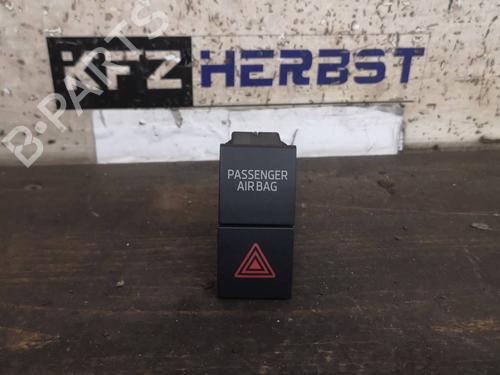 KFZ HERBST
B-PARTS
PASSENGER
AIR BAG